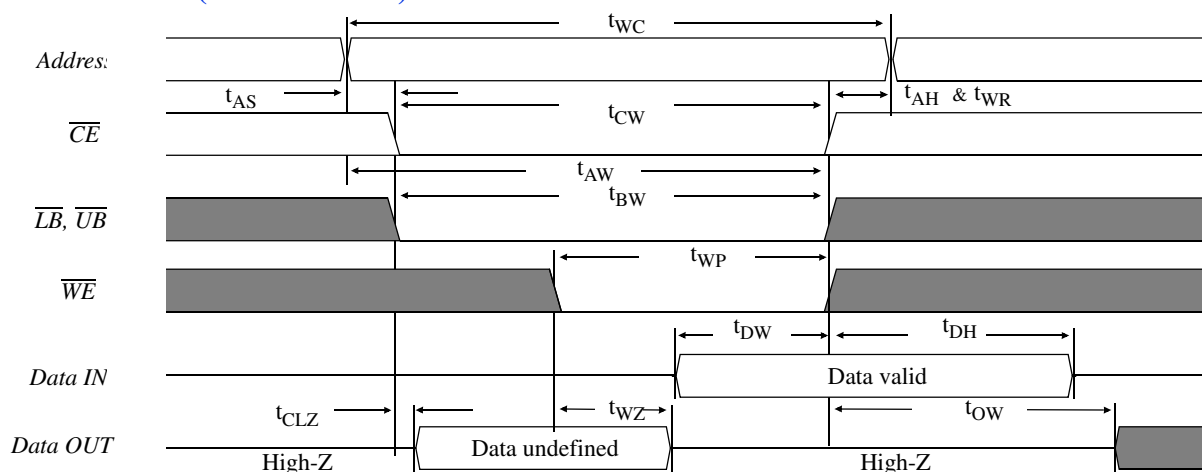 tWC
Address
tAS
tCW
tAH & tWR
CE
tAW
tBW
LB, UB
tWP
WE
tDW
tDH
Data IN
Data valid
tCLZ
tWZ
tOW
Data OUT
Data undefined
High-Z
High-Z